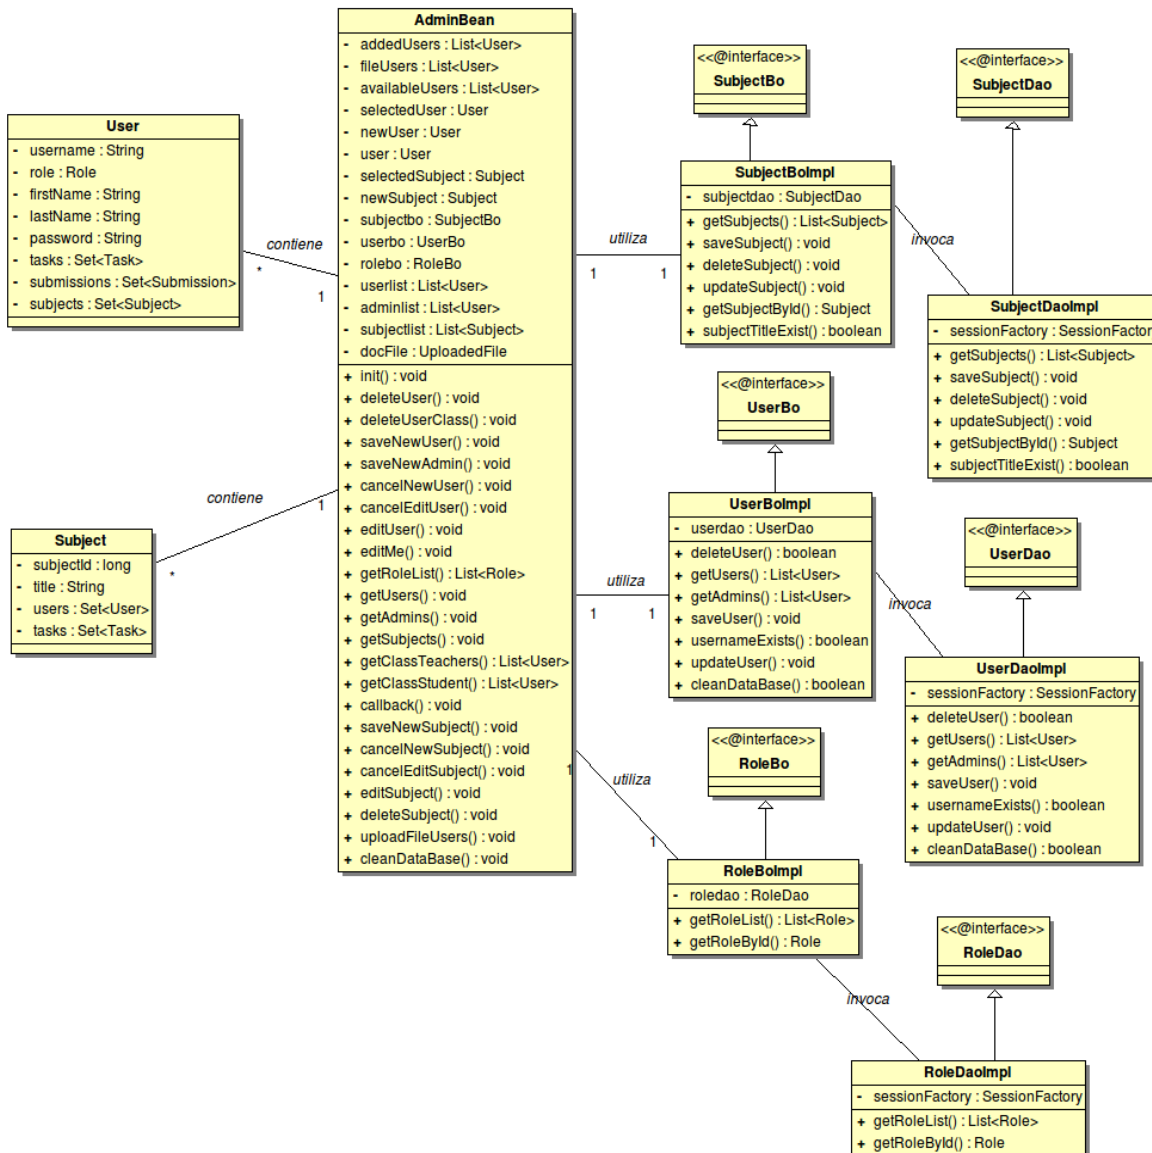 AdminBean
- addedUsers : List<User>
- fileUsers : List<User>
- availableUsers : List<User>
- selectedUser : User
- newUser : User
- user : User
- selectedSubject : Subject
- newSubject : Subject
- subjectbo : SubjectBo
- userbo : UserBo
- rolebo : RoleBo
- userlist : List<User>
- adminlist : List<User>
- subjectlist : List<Subject>
- docFile : UploadedFile
+ init() : void
+ deleteUser() : void
+ deleteUserClass() : void
+ saveNewUser() : void
+ saveNewAdmin() : void
+ cancelNewUser() : void
+ cancelEditUser() : void
+ editUser() : void
+ editMe() : void
+ getRoleList() : List<Role>
+ getUsers() : void
+ getAdmins() : void
+ getSubjects() : void
+ getClassTeachers() : List<User>
+ getClassStudent() : List<User>
+ callback() : void
+ saveNewSubject() : void
+ cancelNewSubject() : void
+ cancelEditSubject() : void
+ editSubject() : void
+ deleteSubject() : void
+ uploadFileUsers() : void
+ cleanDataBase() : void
User
- username : String
- role : Role
- firstName : String
- lastName : String
- password : String
- tasks : Set<Task>
- submissions : Set<Submission>
- subjects : Set<Subject>
contiene
*
1
Subject
- subjectId : long
- title : String
- users : Set<User>
- tasks : Set<Task>
contiene
*
1
<<@interface>>
SubjectBo
<<@interface>>
SubjectDao
SubjectBoImpl
- subjectdao : SubjectDao
+ getSubjects() : List<Subject>
+ saveSubject() : void
+ deleteSubject() : void
+ updateSubject() : void
+ getSubjectById() : Subject
+ subjectTitleExist() : boolean
utiliza
1
1
invoca
SubjectDaoImpl
- sessionFactory : SessionFactor
+ getSubjects() : List<Subject>
+ saveSubject() : void
+ deleteSubject() : void
+ updateSubject() : void
+ getSubjectById() : Subject
+ subjectTitleExist() : boolean
<<@interface>>
UserBo
UserBoImpl
- userdao : UserDao
+ deleteUser() : boolean
+ getUsers() : List<User>
+ getAdmins() : List<User>
+ saveUser() : void
+ usernameExists() : boolean
+ updateUser() : void
+ cleanDataBase() : boolean
utiliza
1
1
invoca
<<@interface>>
UserDao
UserDaoImpl
- sessionFactory : SessionFactory
+ deleteUser() : boolean
+ getUsers() : List<User>
+ getAdmins() : List<User>
+ saveUser() : void
+ usernameExists() : boolean
+ updateUser() : void
+ cleanDataBase() : boolean
<<@interface>>
RoleBo
utiliza
1
1
RoleBoImpl
- roledao : RoleDao
+ getRoleList() : List<Role>
+ getRoleById() : Role
invoca
<<@interface>>
RoleDao
RoleDaoImpl
- sessionFactory : SessionFactory
+ getRoleList() : List<Role>
+ getRoleById() : Role